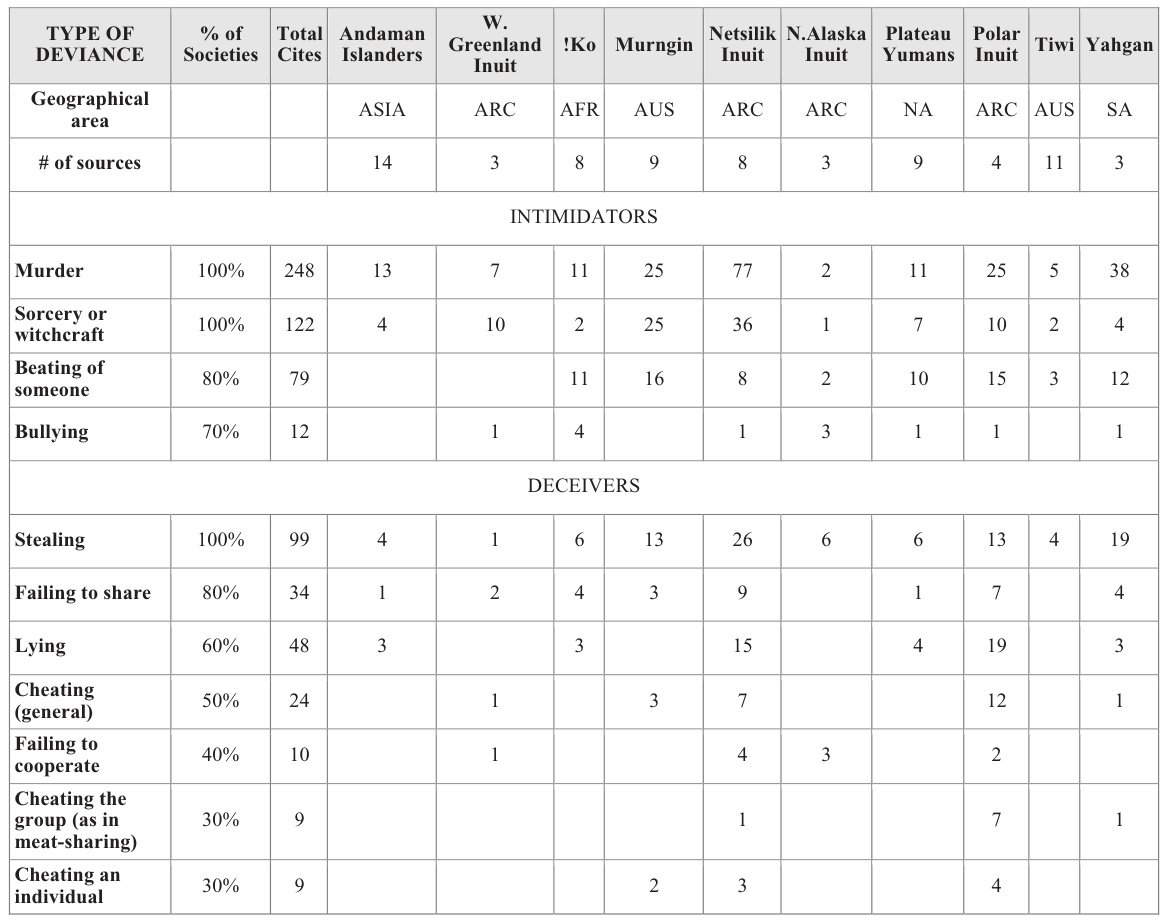 TYPE OF DEVIANCE % of Societies Total Cites Andaman Islanders W. Greenland Inuit !Ko Murngin Netsilik Inuit N.Alaska Inuit Plateau Yumans Polar Inuit Tiwi Yahgan
Geographical area ASIA ARC AFR AUS ARC ARC NA ARC AUS SA
# of sources 14 3 8 9 8 3 9 4 11 3
INTIMIDATORS
Murder 100% 248 13 7 11 25 77 2 11 25 5 38
Sorcery or witchcraft 100% 122 4 10 2 25 36 1 7 10 2 4
Beating of someone 80% 79 11 16 8 2 10 15 3 12
Bullying 70% 12 1 4 1 3 1 1 1
DECEIVERS
Stealing 100% 99 4 1 6 13 26 6 6 13 4 19
Failing to share 80% 34 1 2 4 3 9 1 7 4
Lying 60% 48 3 3 15 4 19 3
Cheating (general) 50% 24 1 3 7 12 1
Failing to cooperate 40% 10 1 4 3 2
Cheating the group (as in meat-sharing) 30% 9 1 7 1
Cheating an individual 30% 9 2 3 4